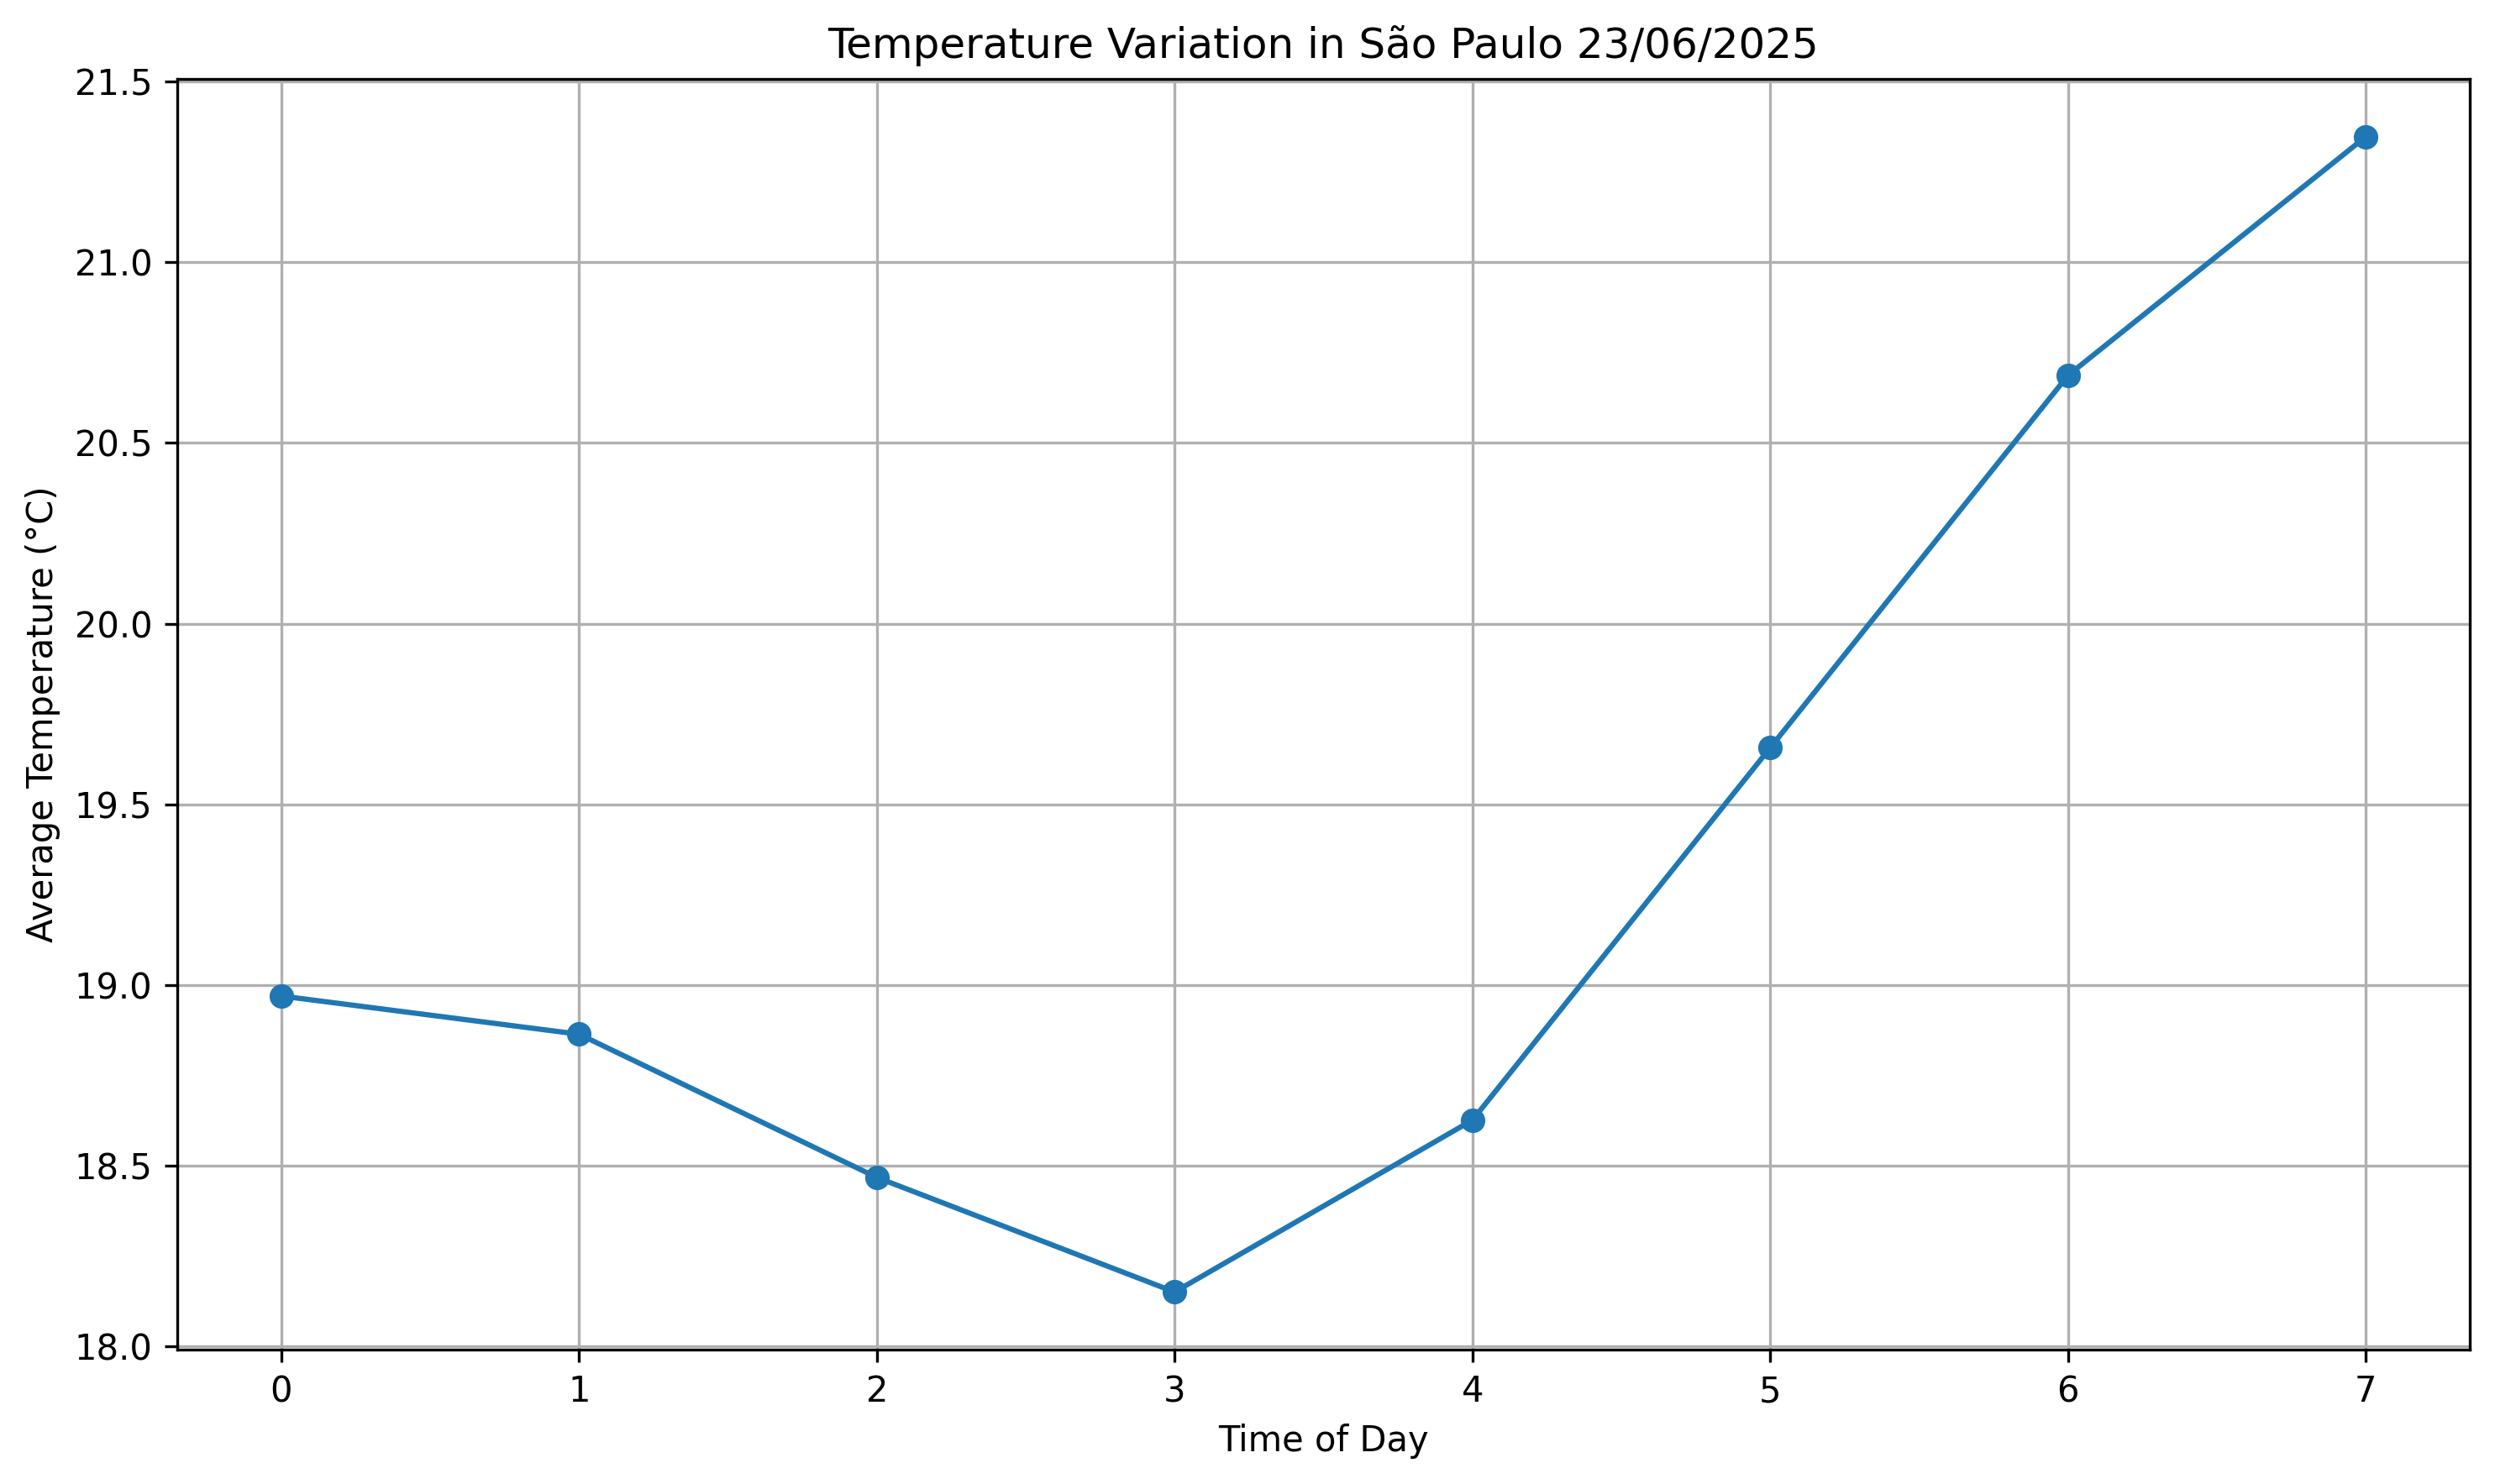 Temperature Variation in São Paulo 23/06/2025
21.5
21.0
20.5
20.0
19.5
19.0
18.5
18.0
Average Temperature (°C)
0 1 2 3 4 5 6 7
Time of Day